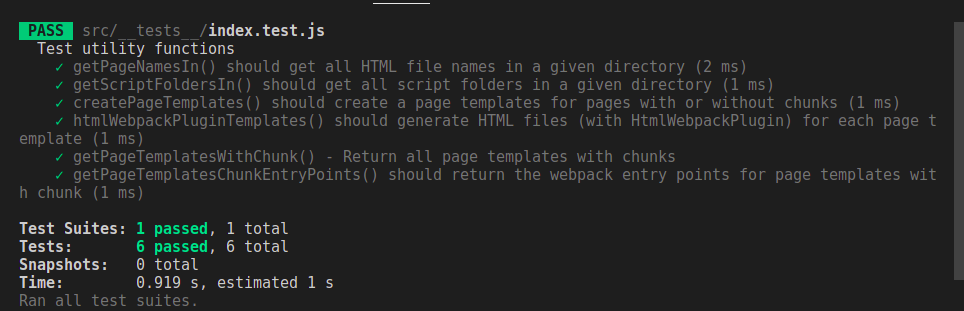 PASS src/__tests__/index.test.js
Test utility functions
✓ getPageNamesIn() should get all HTML file names in a given directory (2 ms)
✓ getScriptFoldersIn() should get all script folders in a given directory (1 ms)
✓ createPageTemplates() should create a page templates for pages with or without chunks (1 ms)
✓ htmlWebpackPluginTemplates() should generate HTML files (with HtmlWebpackPlugin) for each page t
emplate (1 ms)
✓ getPageTemplatesWithChunk() - Return all page templates with chunks
✓ getPageTemplatesChunkEntryPoints() should return the webpack entry points for page templates wit
h chunk (1 ms)
Test Suites: 1 passed, 1 total
Tests: 6 passed, 6 total
Snapshots: 0 total
Time: 0.919 s, estimated 1 s
Ran all test suites.